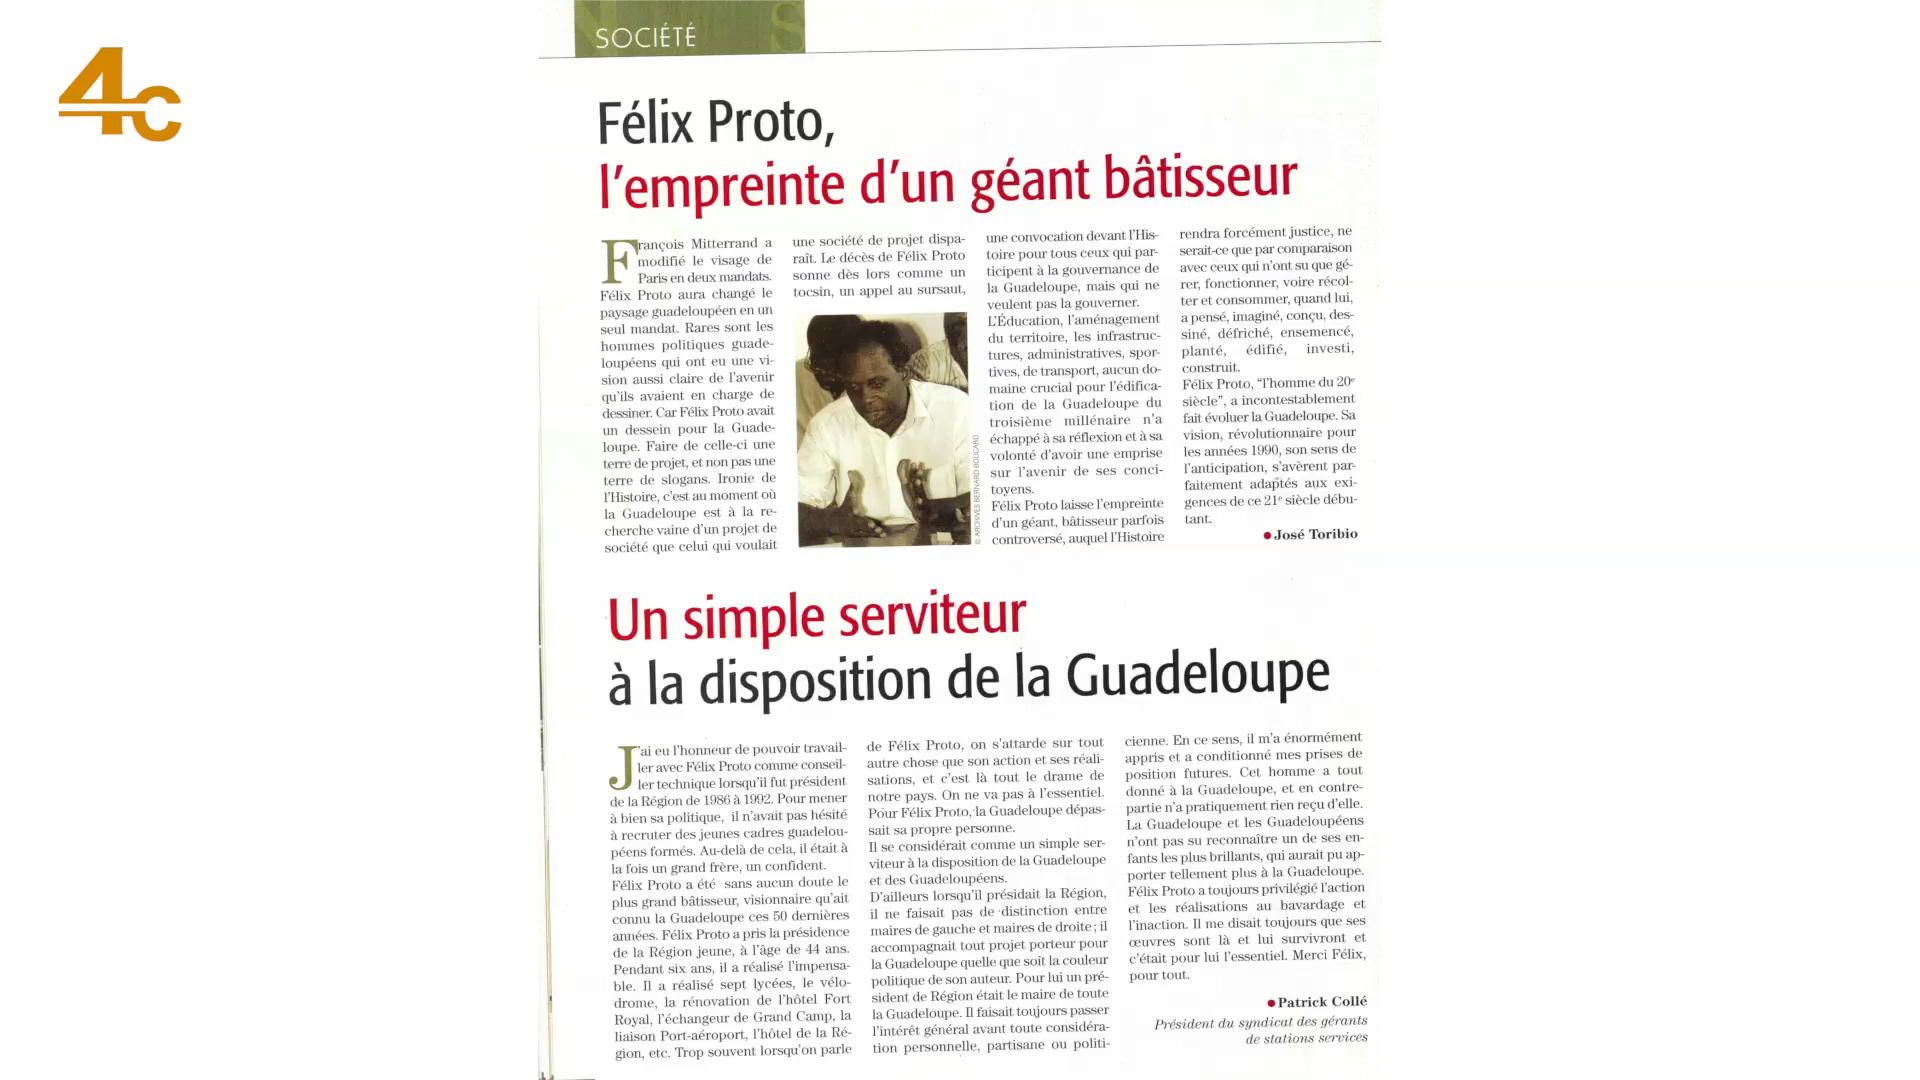 4c
SOCIÉTÉ
Félix Proto,
l'empreinte d'un géant bâtisseur
François Mitterrand a
modifié le visage de
Paris en deux mandats.
Félix Proto aura changé le
paysage guadeloupéen en un
seul mandat. Rares sont les
hommes politiques guade-
loupéens qui ont eu une vi-
sion aussi claire de l'avenir
qu'ils avaient en charge de
dessiner. Car Félix Proto avait
un dessein pour la Guade-
loupe. Faire de celle-ci une
terre de projet, et non pas une
terre de slogans. Ironie de
l'Histoire, c'est au moment où
la Guadeloupe est à la re-
cherche vaine d'un projet de
société que celui qui voulait
une société de projet dispa-
raît. Le décès de Félix Proto
sonne dès lors comme un
tocsin, un appel au sursaut,
© ARCHIVES BERNARD BOUCARD
une convocation devant l'His-
toire pour tous ceux qui par-
ticipent à la gouvernance de
la Guadeloupe, mais qui ne
veulent pas la gouverner.
L'Éducation, l'aménagement
du territoire, les infrastruc-
tures, administratives, spor-
tives, de transport, aucun do-
maine crucial pour l'édifica-
tion de la Guadeloupe du
troisième millénaire n'a
échappé à sa réflexion et à sa
volonté d'avoir une emprise
sur l'avenir de ses conci-
toyens.
Félix Proto laisse l'empreinte
d'un géant, bâtisseur parfois
controversé, auquel l'Histoire
rendra forcément justice, ne
serait-ce que par comparaison
avec ceux qui n'ont su que gé-
rer, fonctionner, voire récol-
ter et consommer, quand lui,
a pensé, imaginé, conçu, des-
siné, défriché, ensemencé,
planté, édifié, investi,
construit.
Félix Proto, "l'homme du 20e
siècle", a incontestablement
fait évoluer la Guadeloupe. Sa
vision, révolutionnaire pour
les années 1990, son sens de
l'anticipation, s'avèrent par-
faitement adaptés aux exi-
gences de ce 21e siècle débu-
tant.
● José Toribio
Un simple serviteur
à la disposition de la Guadeloupe
J'ai eu l'honneur de pouvoir travail-
ler avec Félix Proto comme conseil-
ler technique lorsqu'il fut président
de la Région de 1986 à 1992. Pour mener
à bien sa politique, il n'avait pas hésité
à recruter des jeunes cadres guadelou-
péens formés. Au-delà de cela, il était à
la fois un grand frère, un confident.
Félix Proto a été sans aucun doute le
plus grand bâtisseur, visionnaire qu'ait
connu la Guadeloupe ces 50 dernières
années. Félix Proto a pris la présidence
de la Région jeune, à l'âge de 44 ans.
Pendant six ans, il a réalisé l'impensa-
ble. Il a réalisé sept lycées, le vélo-
drome, la rénovation de l'hôtel Fort
Royal, l'échangeur de Grand Camp, la
liaison Port-aéroport, l'hôtel de la Ré-
gion, etc. Trop souvent lorsqu'on parle
de Félix Proto, on s'attarde sur tout
autre chose que son action et ses réali-
sations, et c'est là tout le drame de
notre pays. On ne va pas à l'essentiel.
Pour Félix Proto, la Guadeloupe dépas-
sait sa propre personne.
Il se considérait comme un simple ser-
viteur à la disposition de la Guadeloupe
et des Guadeloupéens.
D'ailleurs lorsqu'il présidait la Région,
il ne faisait pas de distinction entre
maires de gauche et maires de droite ; il
accompagnait tout projet porteur pour
la Guadeloupe quelle que soit la couleur
politique de son auteur. Pour lui un pré-
sident de Région était le maire de toute
la Guadeloupe. Il faisait toujours passer
l'intérêt général avant toute considéra-
tion personnelle, partisane ou politi-
cienne. En ce sens, il m'a énormément
appris et a conditionné mes prises de
position futures. Cet homme a tout
donné à la Guadeloupe, et en contre-
partie n'a pratiquement rien reçu d'elle.
La Guadeloupe et les Guadeloupéens
n'ont pas su reconnaître un de ses en-
fants les plus brillants, qui aurait pu ap-
porter tellement plus à la Guadeloupe.
Félix Proto a toujours privilégié l'action
et les réalisations au bavardage et
l'inaction. Il me disait toujours que ses
œuvres sont là et lui survivront et
c'était pour lui l'essentiel. Merci Félix,
pour tout.
● Patrick Collé
Président du syndicat des gérants
de stations services